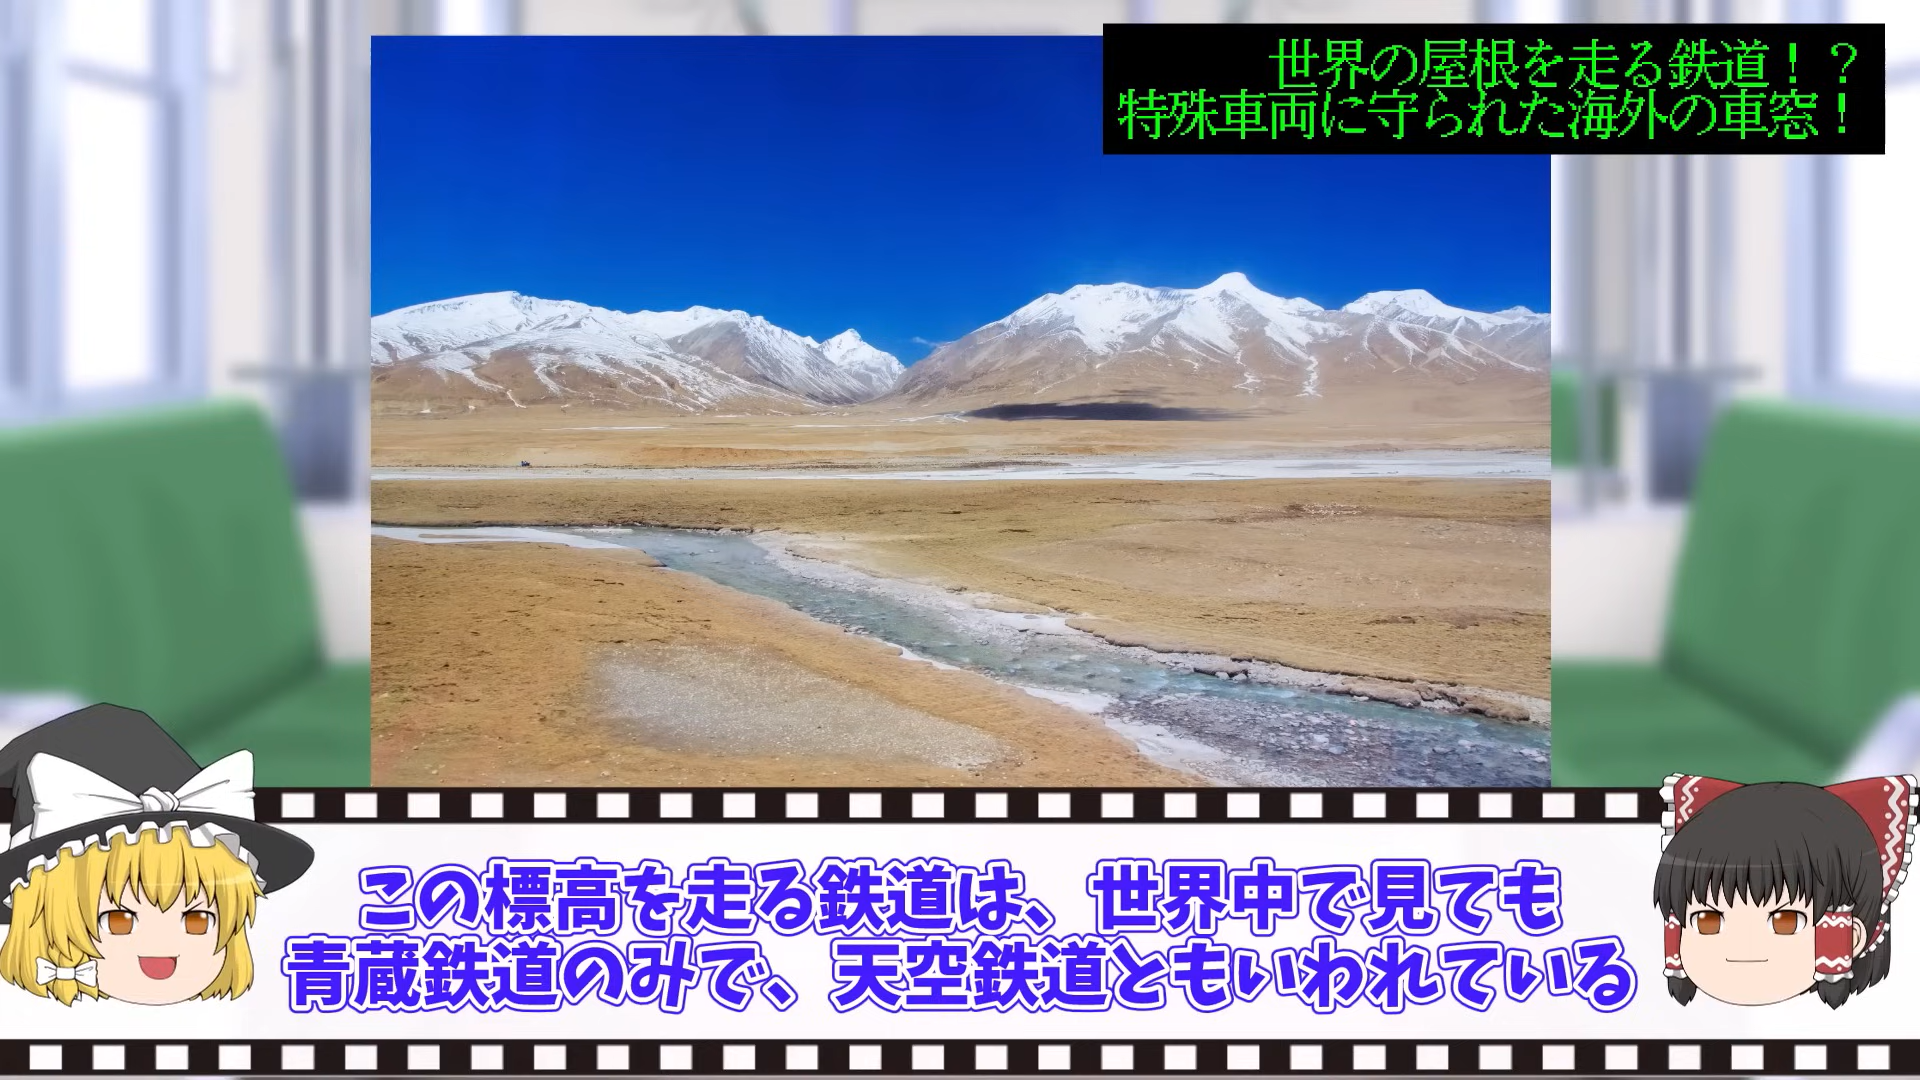 世界の屋根を走る鉄道！？
特殊車両に守られた海外の車窓！
この標高を走る鉄道は、世界中で見ても
青蔵鉄道のみで、天空鉄道ともいわれている